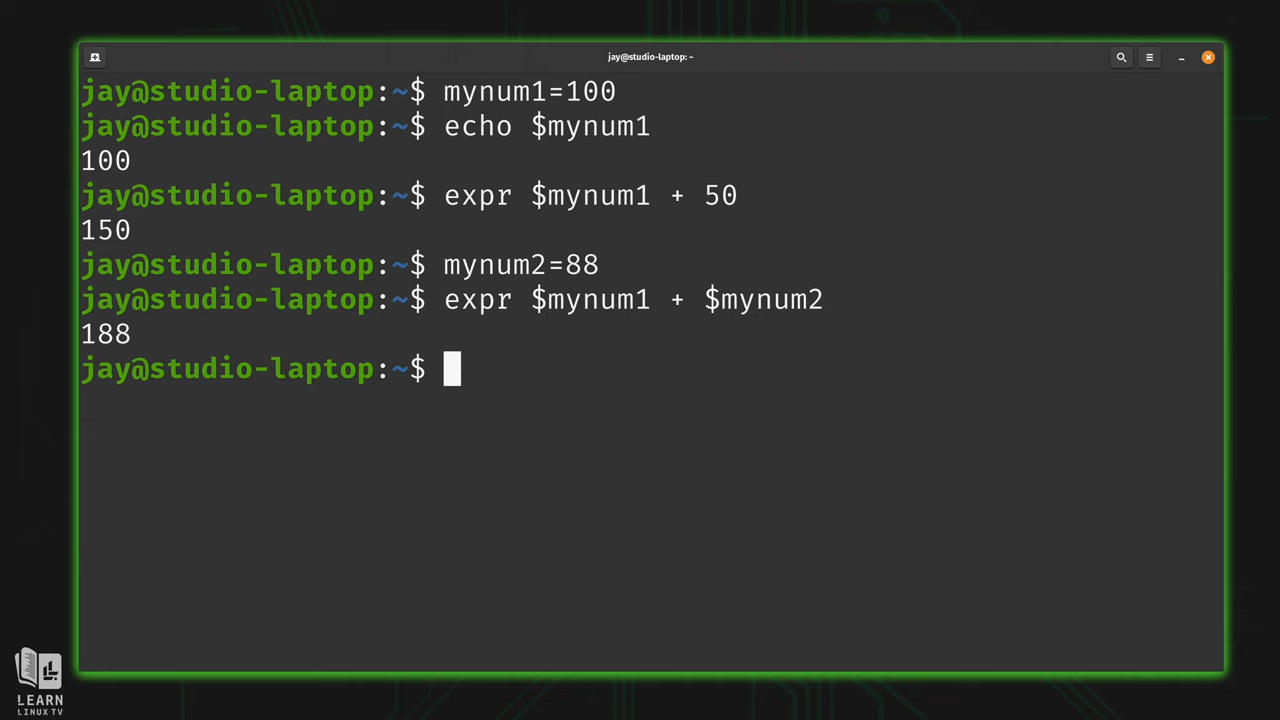 jay@studio-laptop: ~
jay@studio-laptop:~$ mynum1=100
jay@studio-laptop:~$ echo $mynum1
100
jay@studio-laptop:~$ expr $mynum1 + 50
150
jay@studio-laptop:~$ mynum2=88
jay@studio-laptop:~$ expr $mynum1 + $mynum2
188
jay@studio-laptop:~$
LEARN
LINUX TV